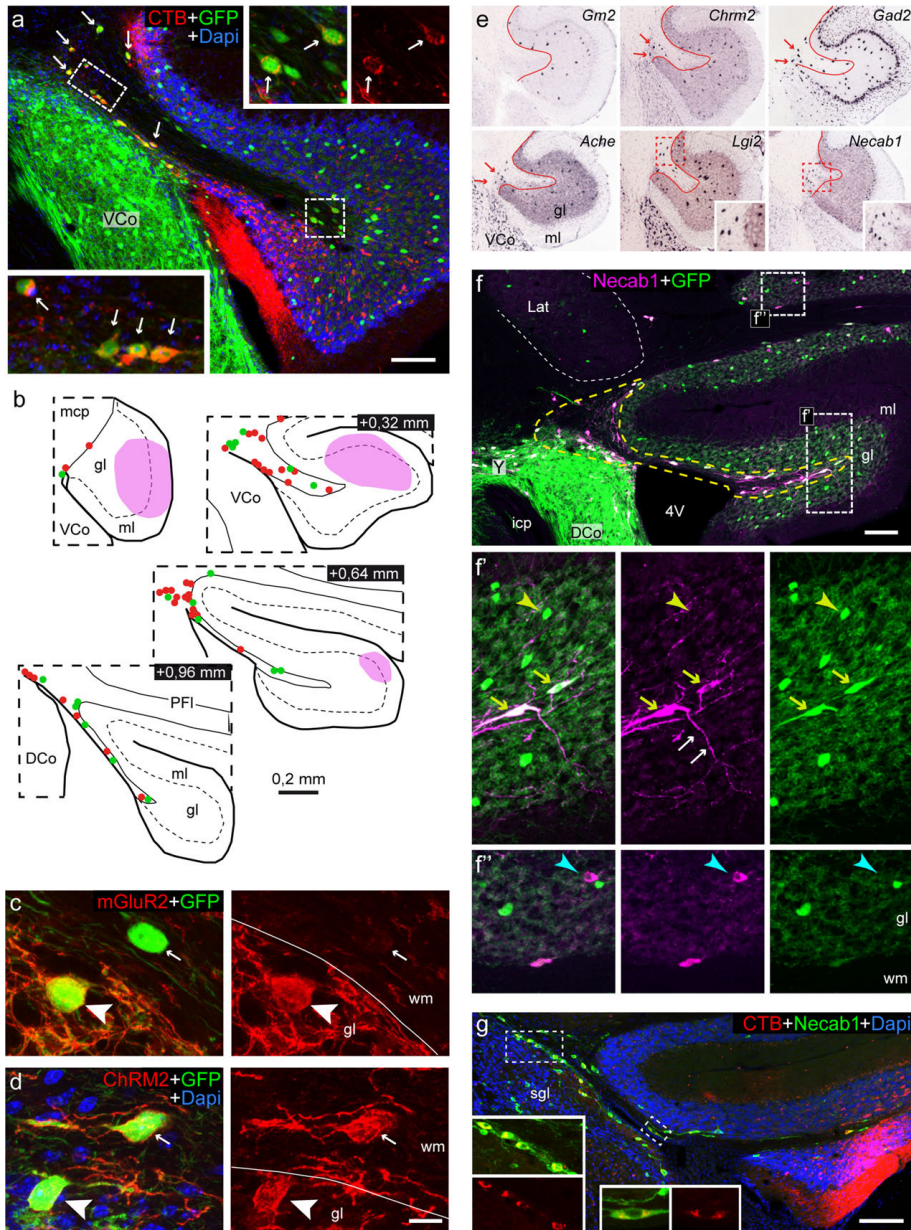 a
CTB+GFP
+Dapi
VCo
b
mcp
gl
VCo
ml
+0,32 mm
VCo
+0,64 mm
+0,96 mm
PFl
DCo
ml
gl
0,2 mm
c
mGluR2+GFP
wm
gl
d
ChRM2+GFP
+Dapi
wm
gl
e
Grm2
Chrm2
Gad2
Ache
Lgi2
Necab1
gl
VCo
ml
f
Necab1+GFP
Lat
f''
ml
f'
gl
Y
icp
DCo
4V
f'
f''
gl
wm
g
CTB+Necab1+Dapi
sgl